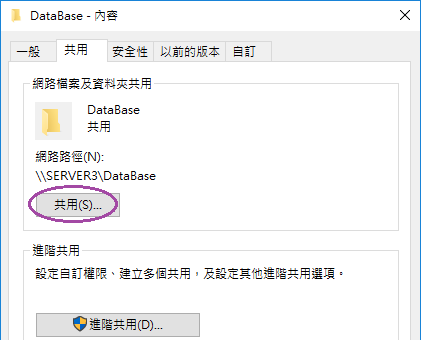 DataBase - 內容
一般 共用 安全性 以前的版本 自訂
網路檔案及資料夾共用
DataBase
共用
網路路徑(N):
\\SERVER3\DataBase
共用(S)...
進階共用
設定自訂權限、建立多個共用，及設定其他進階共用選項。
進階共用(D)...